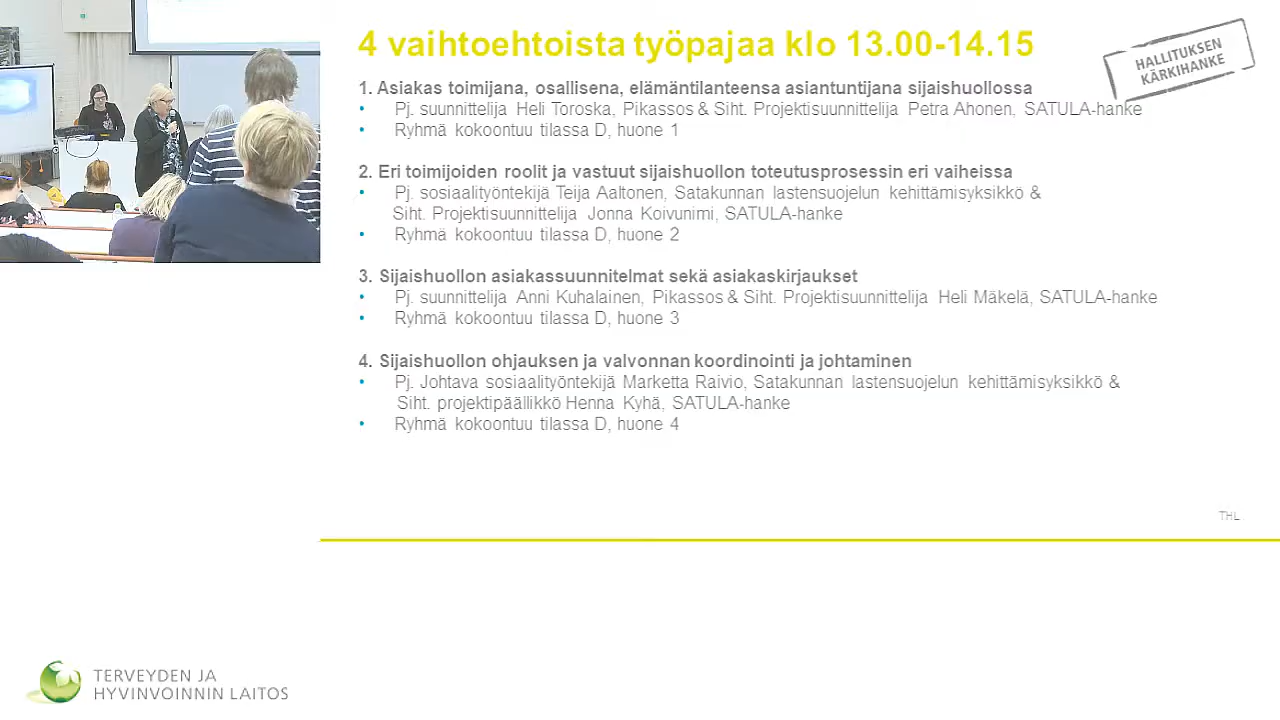 4 vaihtoehtoista työpajaa klo 13.00-14.15
HALLITUKSEN
KÄRKIHANKE
1. Asiakas toimijana, osallisena, elämäntilanteensa asiantuntijana sijaishuollossa
• Pj. suunnittelija Heli Toroska, Pikassos & Siht. Projektisuunnittelija Petra Ahonen, SATULA-hanke
• Ryhmä kokoontuu tilassa D, huone 1
2. Eri toimijoiden roolit ja vastuut sijaishuollon toteutusprosessin eri vaiheissa
• Pj. sosiaalityöntekijä Teija Aaltonen, Satakunnan lastensuojelun kehittämisyksikkö &
Siht. Projektisuunnittelija Jonna Koivunimi, SATULA-hanke
• Ryhmä kokoontuu tilassa D, huone 2
3. Sijaishuollon asiakassuunnitelmat sekä asiakaskirjaukset
• Pj. suunnittelija Anni Kuhalainen, Pikassos & Siht. Projektisuunnittelija Heli Mäkelä, SATULA-hanke
• Ryhmä kokoontuu tilassa D, huone 3
4. Sijaishuollon ohjauksen ja valvonnan koordinointi ja johtaminen
• Pj. Johtava sosiaalityöntekijä Marketta Raivio, Satakunnan lastensuojelun kehittämisyksikkö &
Siht. projektipäällikkö Henna Kyhä, SATULA-hanke
• Ryhmä kokoontuu tilassa D, huone 4
THL
TERVEYDEN JA
HYVINVOINNIN LAITOS